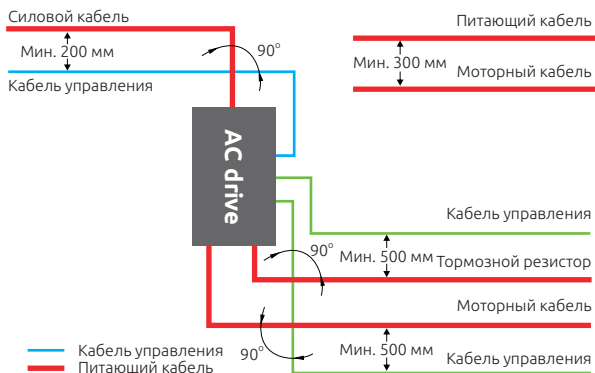 Силовой кабель
Мин. 200 мм
90°
Кабель управления
Питающий кабель
Мин. 300 мм
Моторный кабель
AC drive
Кабель управления
90°
Мин. 500 мм
Тормозной резистор
Моторный кабель
90°
Мин. 500 мм
Кабель управления
Кабель управления
Питающий кабель